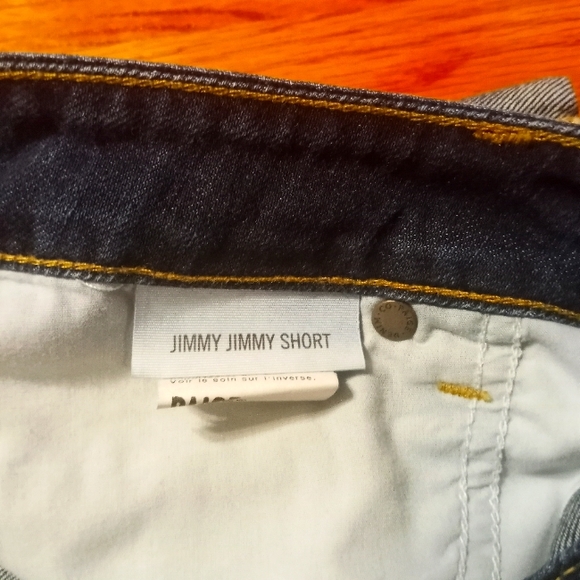 JIMMY JIMMY SHORT
Voir le soin sur l'inverse.